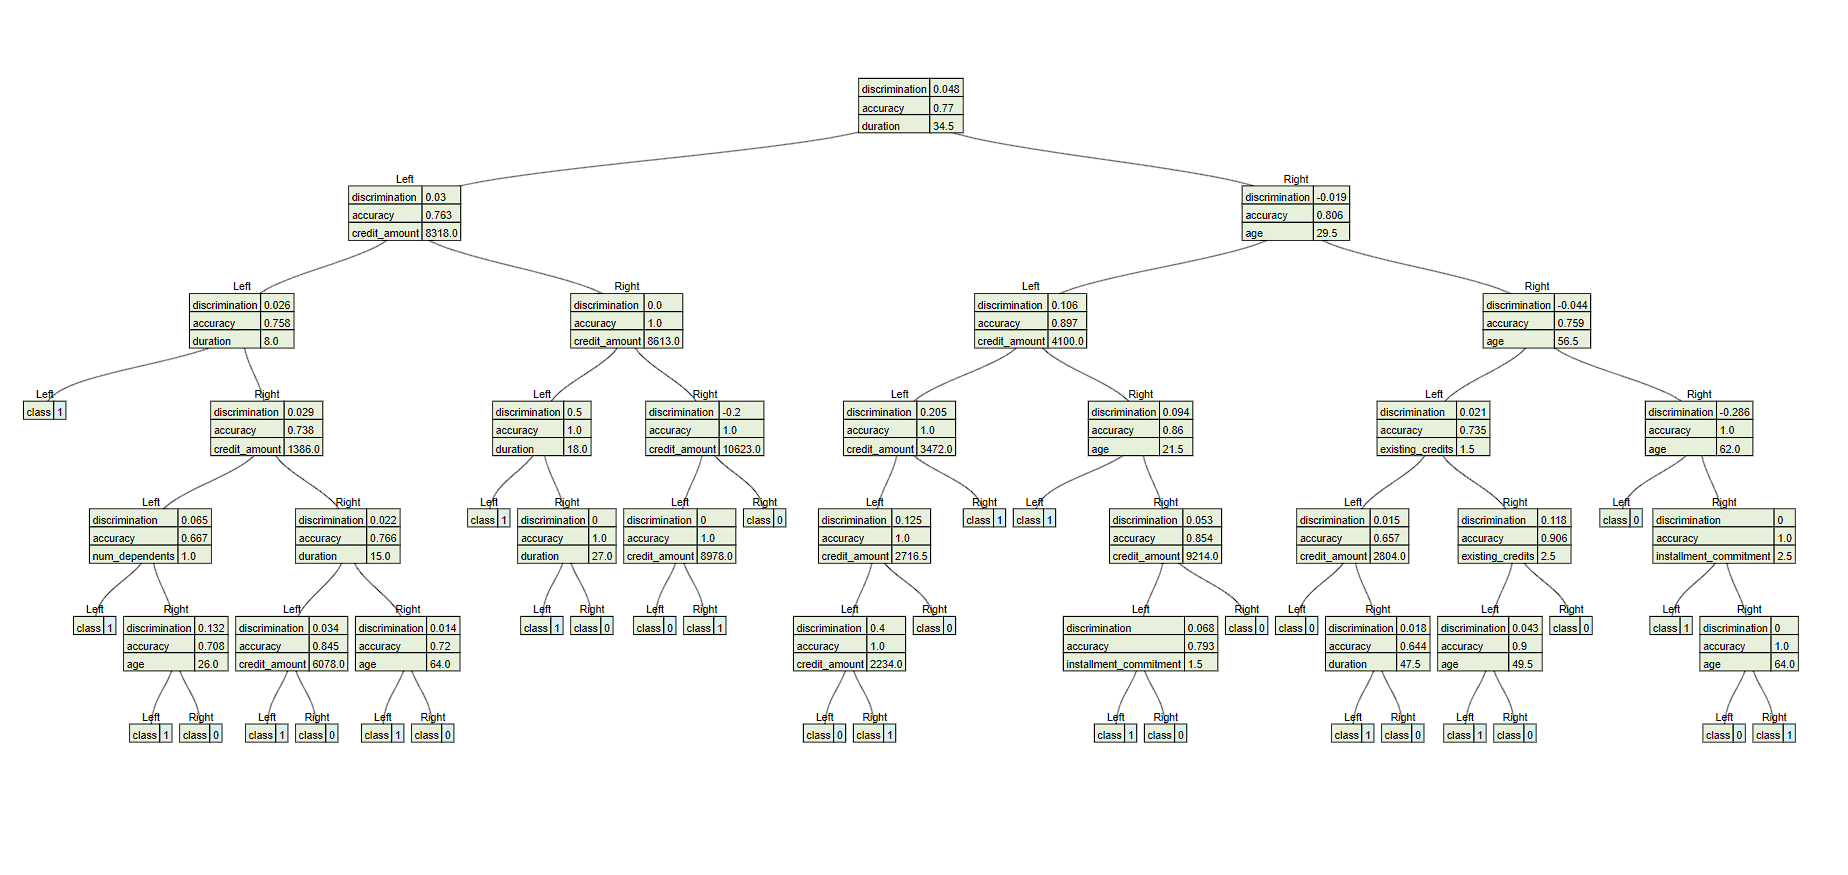 discrimination 0.048
accuracy 0.77
duration 34.5
Left Right
discrimination 0.03
accuracy 0.763
credit_amount 8318.0
discrimination -0.019
accuracy 0.806
age 29.5
Left Right Left Right
discrimination 0.026
accuracy 0.758
duration 8.0
discrimination 0.0
accuracy 1.0
credit_amount 8613.0
discrimination 0.106
accuracy 0.897
credit_amount 4100.0
discrimination -0.044
accuracy 0.759
age 56.5
Left Right Left Right Left Right Left Right
class 1
discrimination 0.029
accuracy 0.738
credit_amount 1386.0
discrimination 0.5
accuracy 1.0
duration 18.0
discrimination -0.2
accuracy 1.0
credit_amount 10623.0
discrimination 0.205
accuracy 1.0
credit_amount 3472.0
discrimination 0.094
accuracy 0.86
age 21.5
discrimination 0.021
accuracy 0.735
existing_credits 1.5
discrimination -0.286
accuracy 1.0
age 62.0
Left Right Left Right Left Right Left Right Left Right Left Right Left Right
discrimination 0.065
accuracy 0.667
num_dependents 1.0
discrimination 0.022
accuracy 0.766
duration 15.0
class 1
discrimination 0
accuracy 1.0
duration 27.0
discrimination 0
accuracy 1.0
credit_amount 8978.0
class 0
discrimination 0.125
accuracy 1.0
credit_amount 2716.5
class 1
class 1
discrimination 0.053
accuracy 0.854
credit_amount 9214.0
discrimination 0.015
accuracy 0.657
credit_amount 2804.0
discrimination 0.118
accuracy 0.906
existing_credits 2.5
class 0
discrimination 0
accuracy 1.0
installment_commitment 2.5
Left Right Left Right Left Right Left Right Left Right Left Right Left Right Left Right Left Right
class 1
discrimination 0.132
accuracy 0.708
age 26.0
discrimination 0.034
accuracy 0.845
credit_amount 6078.0
discrimination 0.014
accuracy 0.72
age 64.0
class 1
class 0
class 0
class 1
discrimination 0.4
accuracy 1.0
credit_amount 2234.0
class 0
discrimination 0.068
accuracy 0.793
installment_commitment 1.5
class 0
class 0
discrimination 0.018
accuracy 0.644
duration 47.5
discrimination 0.043
accuracy 0.9
age 49.5
class 0
class 1
discrimination 0
accuracy 1.0
age 64.0
Left Right Left Right Left Right Left Right Left Right Left Right Left Right Left Right
class 1
class 0
class 1
class 0
class 1
class 0
class 0
class 1
class 1
class 0
class 1
class 0
class 1
class 0
class 0
class 1